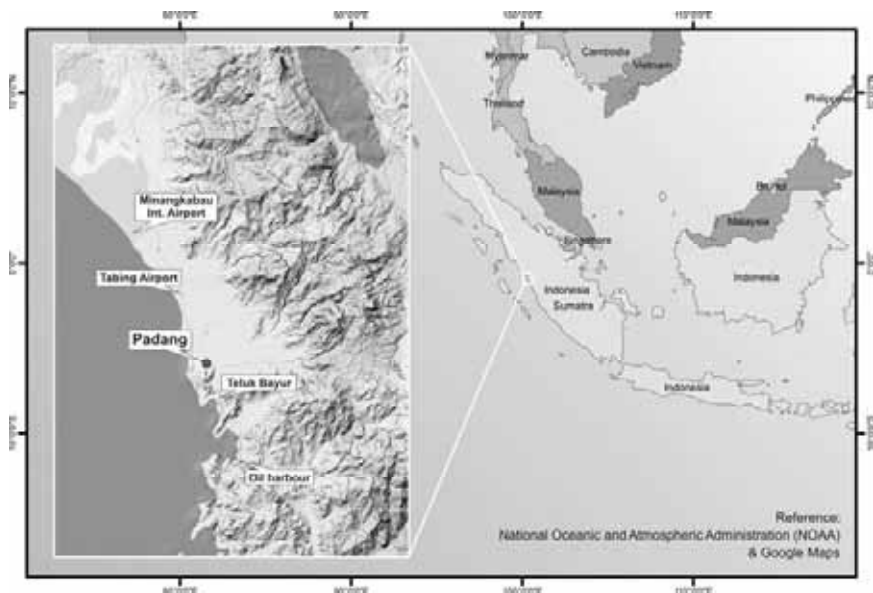 Myanmar
Cambodia
Vietnam
Thailand
Philippines
Malaysia
Minangkabau
Int. Airport
Malaysia
Singapore
Tabing Airport
Indonesia
Sumatra
Indonesia
Padang
Teluk Bayur
Indonesia
Oil harbour
Reference:
National Oceanic and Atmospheric Administration (NOAA)
& Google Maps